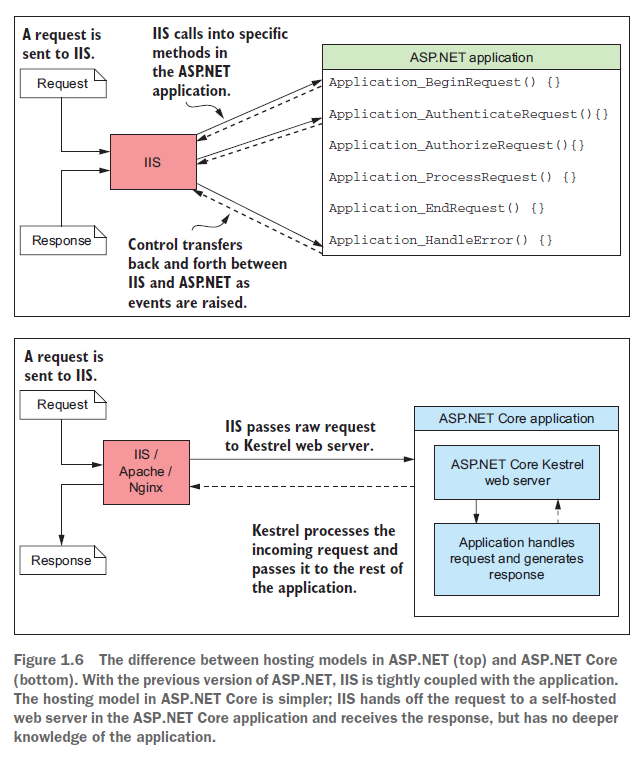 A request is
sent to IIS.
Request
IIS calls into specific
methods in
the ASP.NET
application.
IIS
Response
Control transfers
back and forth between
IIS and ASP.NET as
events are raised.
ASP.NET application
Application_BeginRequest() {}
Application_AuthenticateRequest(){}
Application_AuthorizeRequest(){}
Application_ProcessRequest() {}
Application_EndRequest() {}
Application_HandleError() {}
A request is
sent to IIS.
Request
IIS /
Apache /
Nginx
Response
IIS passes raw request
to Kestrel web server.
Kestrel processes the
incoming request and
passes it to the rest of
the application.
ASP.NET Core application
ASP.NET Core Kestrel
web server
Application handles
request and generates
response
Figure 1.6 The difference between hosting models in ASP.NET (top) and ASP.NET Core
(bottom). With the previous version of ASP.NET, IIS is tightly coupled with the application.
The hosting model in ASP.NET Core is simpler; IIS hands off the request to a self-hosted
web server in the ASP.NET Core application and receives the response, but has no deeper
knowledge of the application.